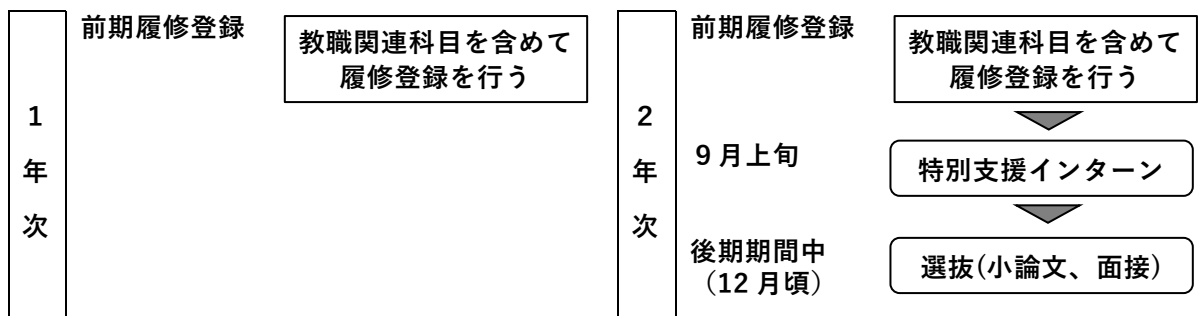 1
年
次
前期履修登録
教職関連科目を含めて
履修登録を行う
2
年
次
前期履修登録
教職関連科目を含めて
履修登録を行う
9月上旬
特別支援インターン
後期期間中
（12月頃）
選抜(小論文、面接)